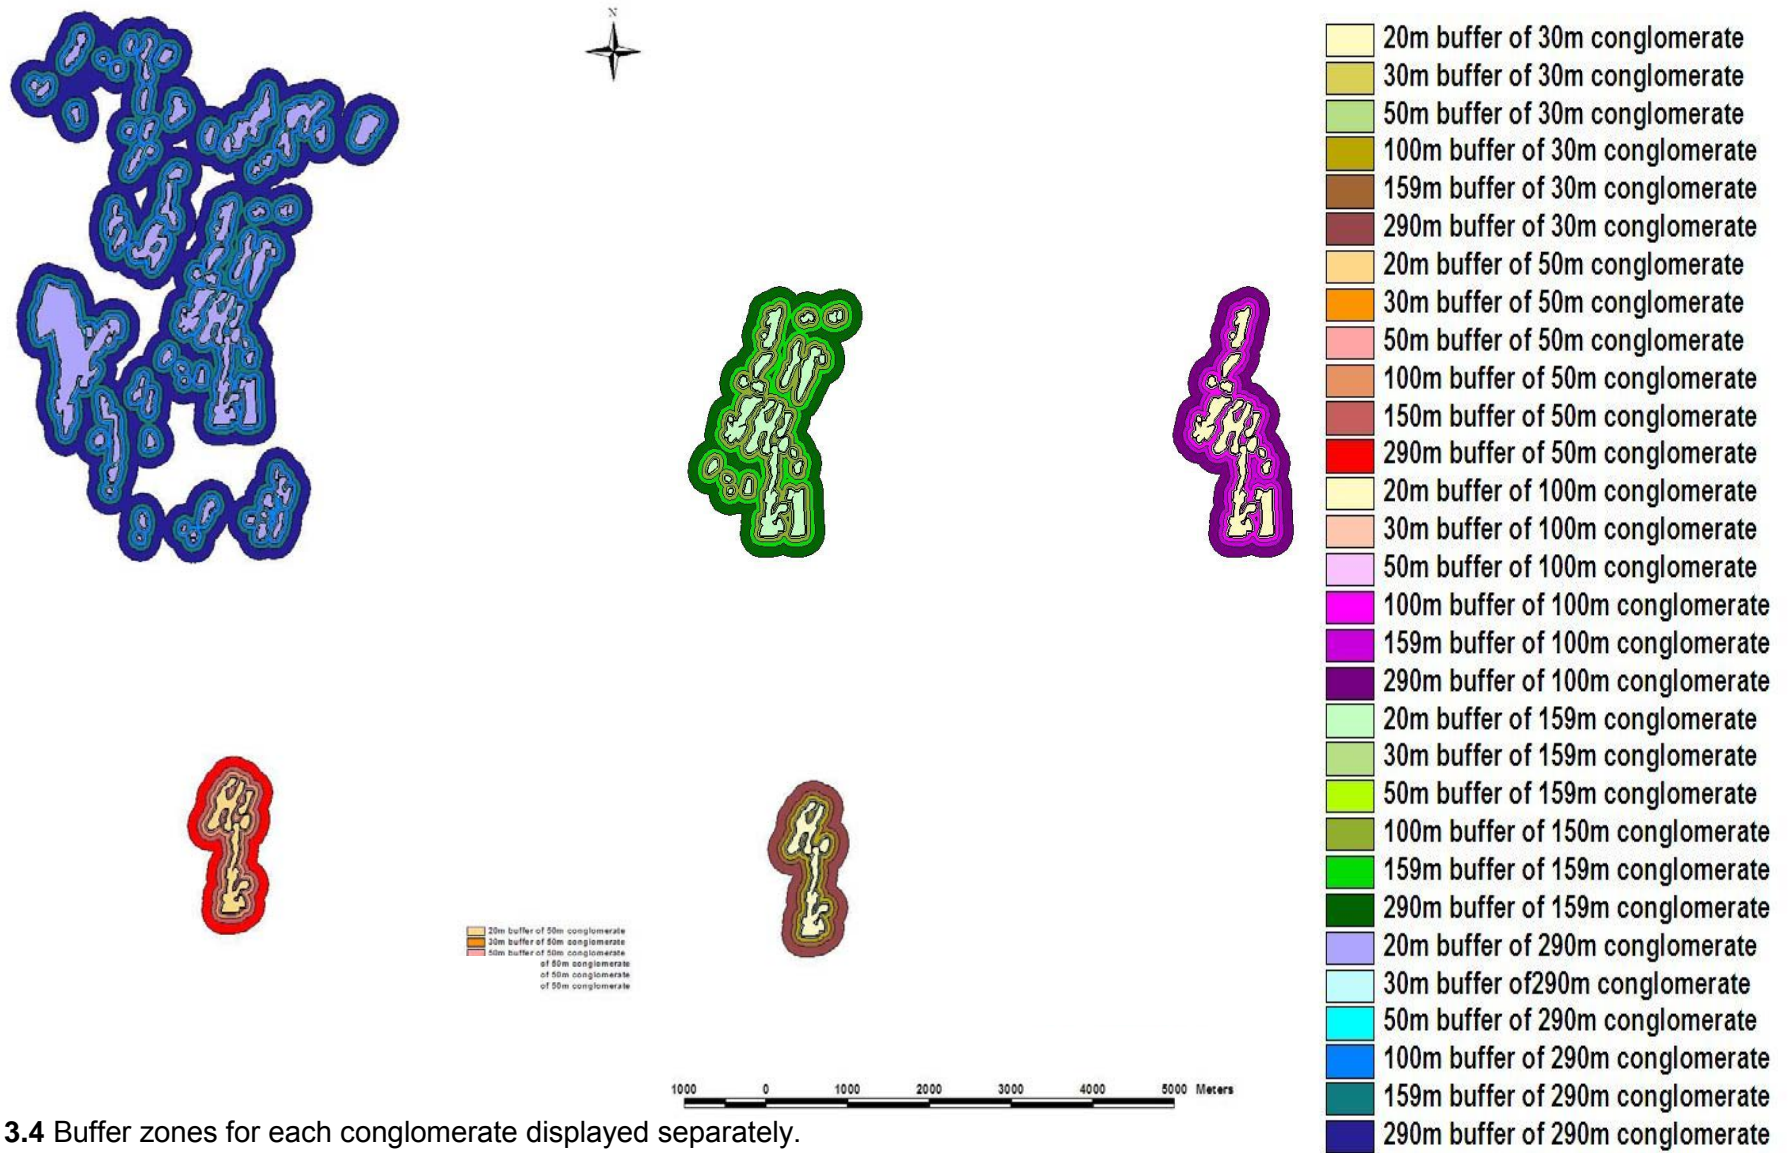 N
20m buffer of 30m conglomerate
30m buffer of 30m conglomerate
50m buffer of 30m conglomerate
100m buffer of 30m conglomerate
159m buffer of 30m conglomerate
290m buffer of 30m conglomerate
20m buffer of 50m conglomerate
30m buffer of 50m conglomerate
50m buffer of 50m conglomerate
100m buffer of 50m conglomerate
150m buffer of 50m conglomerate
290m buffer of 50m conglomerate
20m buffer of 100m conglomerate
30m buffer of 100m conglomerate
50m buffer of 100m conglomerate
100m buffer of 100m conglomerate
159m buffer of 100m conglomerate
290m buffer of 100m conglomerate
20m buffer of 159m conglomerate
30m buffer of 159m conglomerate
50m buffer of 159m conglomerate
100m buffer of 150m conglomerate
159m buffer of 159m conglomerate
290m buffer of 159m conglomerate
20m buffer of 290m conglomerate
30m buffer of290m conglomerate
50m buffer of 290m conglomerate
100m buffer of 290m conglomerate
159m buffer of 290m conglomerate
290m buffer of 290m conglomerate
20m buffer of 50m conglomerate
30m buffer of 50m conglomerate
50m buffer of 50m conglomerate
of 50m conglomerate
of 50m conglomerate
of 50m conglomerate
1000 0 1000 2000 3000 4000 5000 Meters
3.4 Buffer zones for each conglomerate displayed separately.